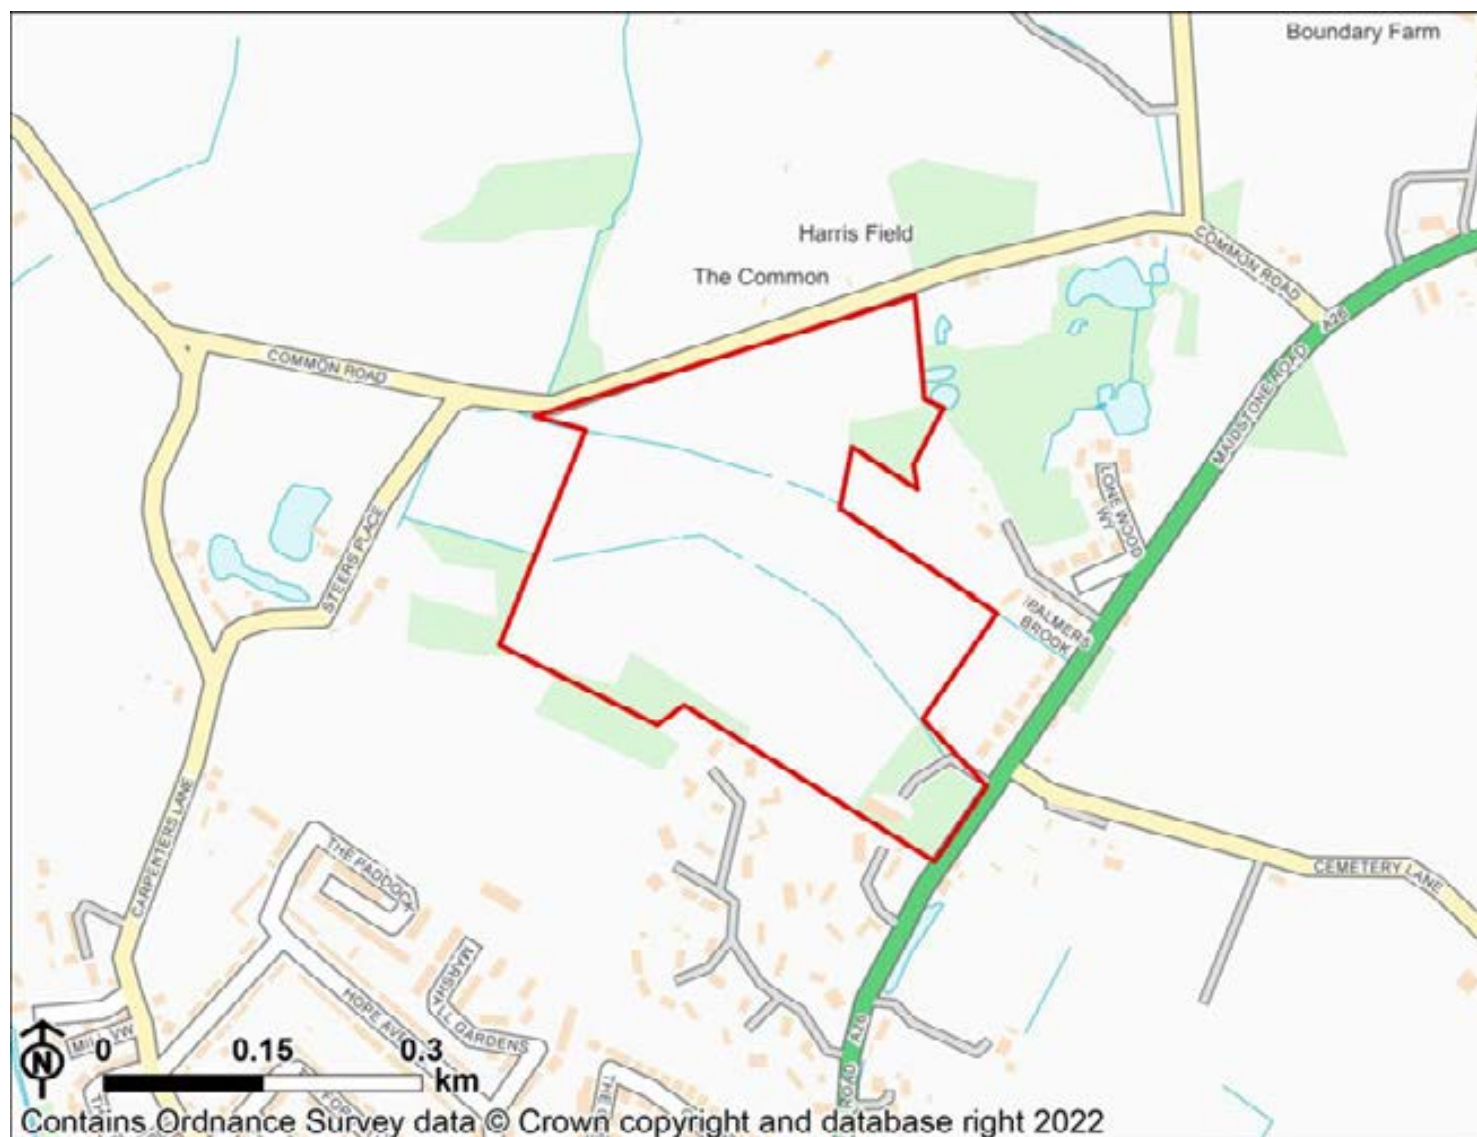 Boundary Farm
Harris Field
The Common
COMMON ROAD
COMMON ROAD
MAIDSTONE ROAD
A26
LONE WOOD
WY
STEERS PLACE
PALMERS
BROOK
CARPENTERS LANE
CEMETERY LANE
THE PADDOCK
MARSHALL GARDENS
HOPE AVEN
ROAD
A26
0 0.15 0.3
km
N
Contains Ordnance Survey data © Crown copyright and database right 2022